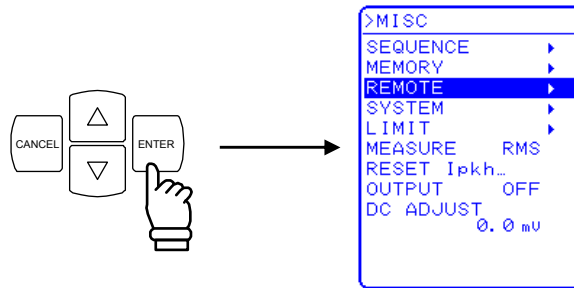 CANCEL
ENTER
>MISC
SEQUENCE
MEMORY
REMOTE
SYSTEM
LIMIT
MEASURE RMS
RESET Ipkh…
OUTPUT OFF
DC ADJUST
0.0 mV